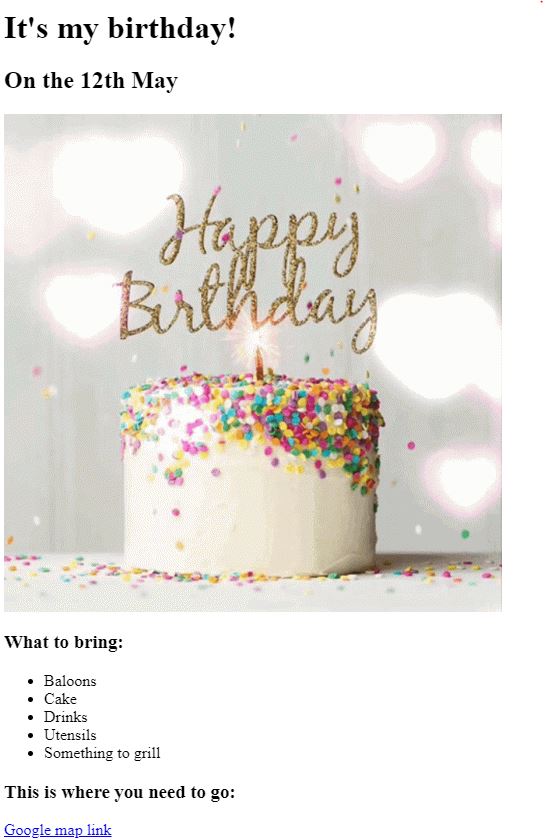 It's my birthday!
On the 12th May
Happy
Birthday
What to bring:
Baloons
Cake
Drinks
Utensils
Something to grill
This is where you need to go:
Google map link